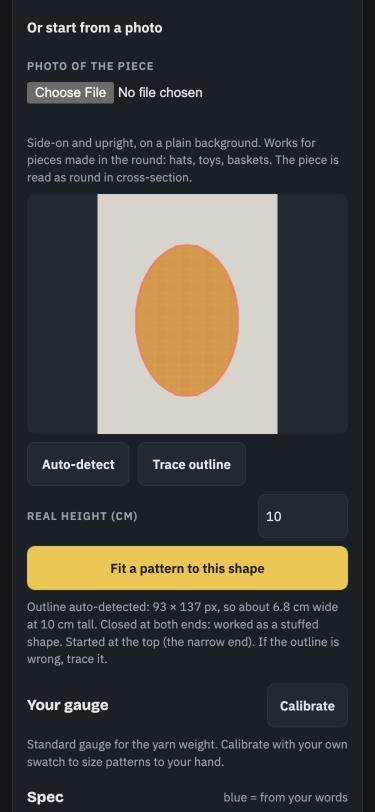 Or start from a photo
PHOTO OF THE PIECE
Choose File No file chosen
Side-on and upright, on a plain background. Works for
pieces made in the round: hats, toys, baskets. The piece is
read as round in cross-section.
Auto-detect Trace outline
REAL HEIGHT (CM) 10
Fit a pattern to this shape
Outline auto-detected: 93 × 137 px, so about 6.8 cm wide
at 10 cm tall. Closed at both ends: worked as a stuffed
shape. Started at the top (the narrow end). If the outline is
wrong, trace it.
Your gauge Calibrate
Standard gauge for the yarn weight. Calibrate with your own
swatch to size patterns to your hand.
Spec blue = from your words